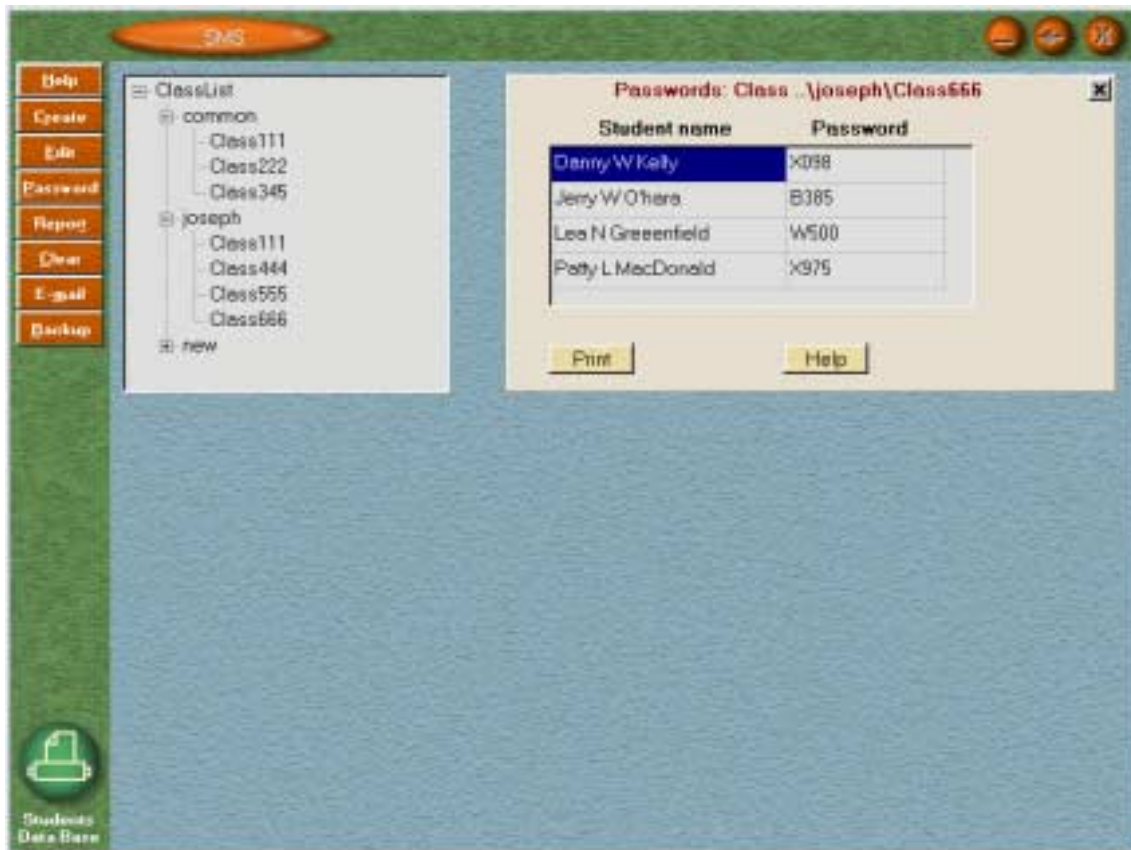 SMS
Help
Create
Edit
Password
Report
Clear
E-mail
Backup
ClassList
common
Class111
Class222
Class345
joseph
Class111
Class444
Class555
Class666
new
Passwords: Class ..\joseph\Class666
Student name Password
Danny W Kelly X098
Jerry W O'hara B385
Lea N Greeenfield W500
Patty L MacDonald X975
Print Help
Students
Data Base